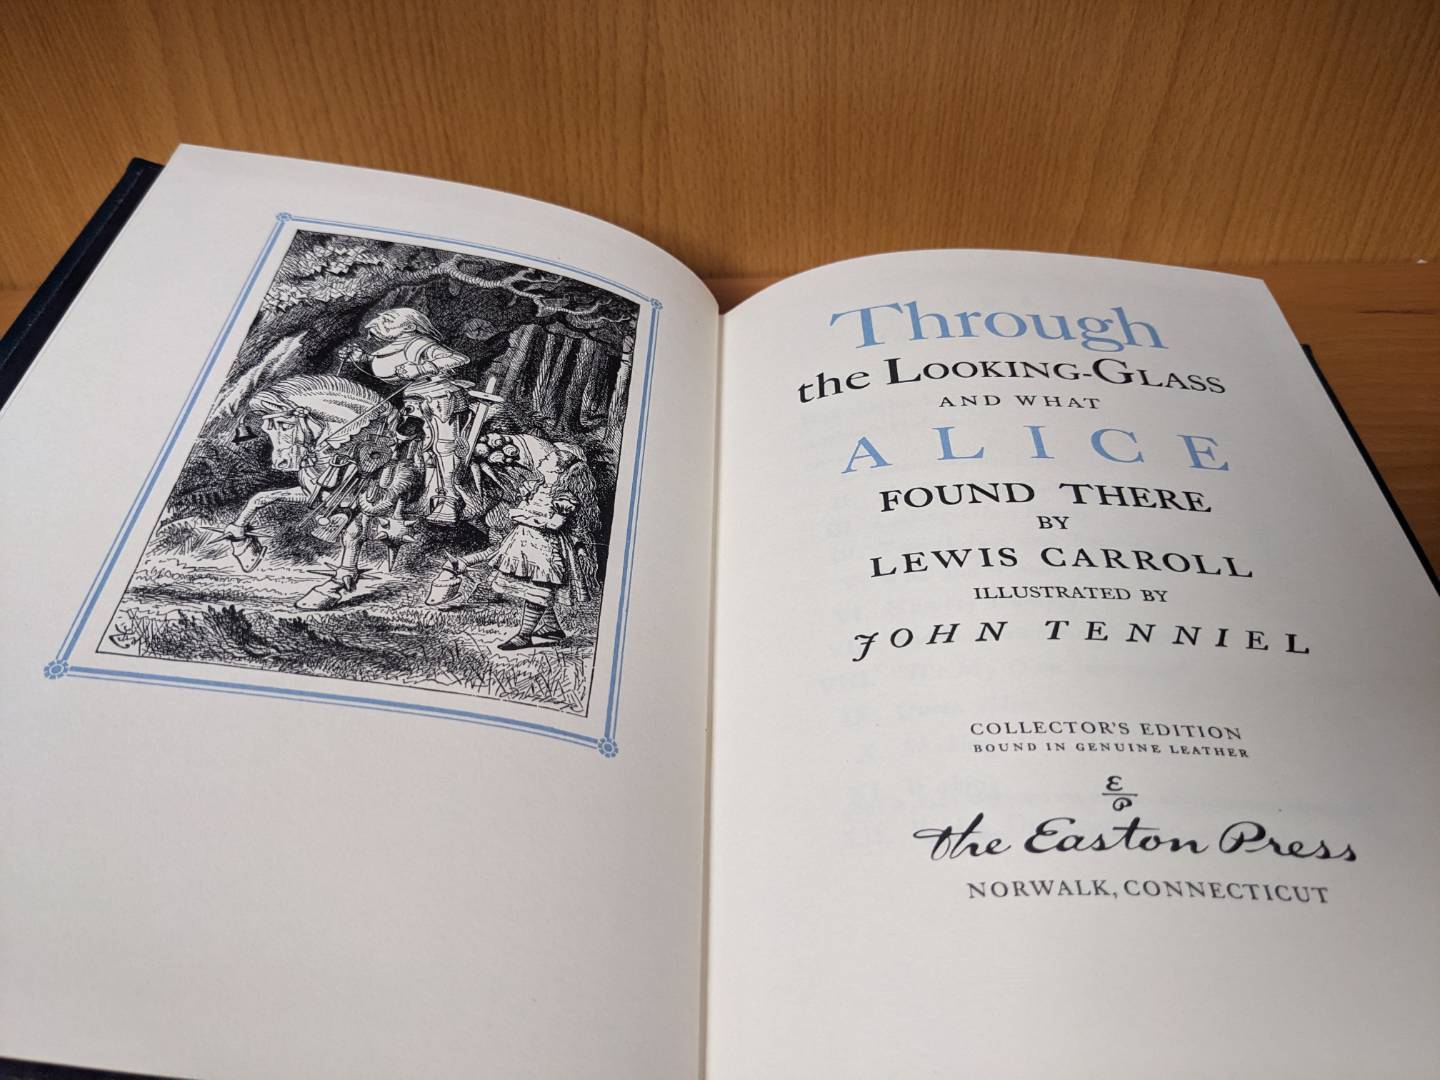 Through
the LOOKING-GLASS
AND WHAT
ALICE
FOUND THERE
BY
LEWIS CARROLL
ILLUSTRATED BY
JOHN TENNIEL
COLLECTOR'S EDITION
BOUND IN GENUINE LEATHER
E
P
The Easton Press
NORWALK, CONNECTICUT